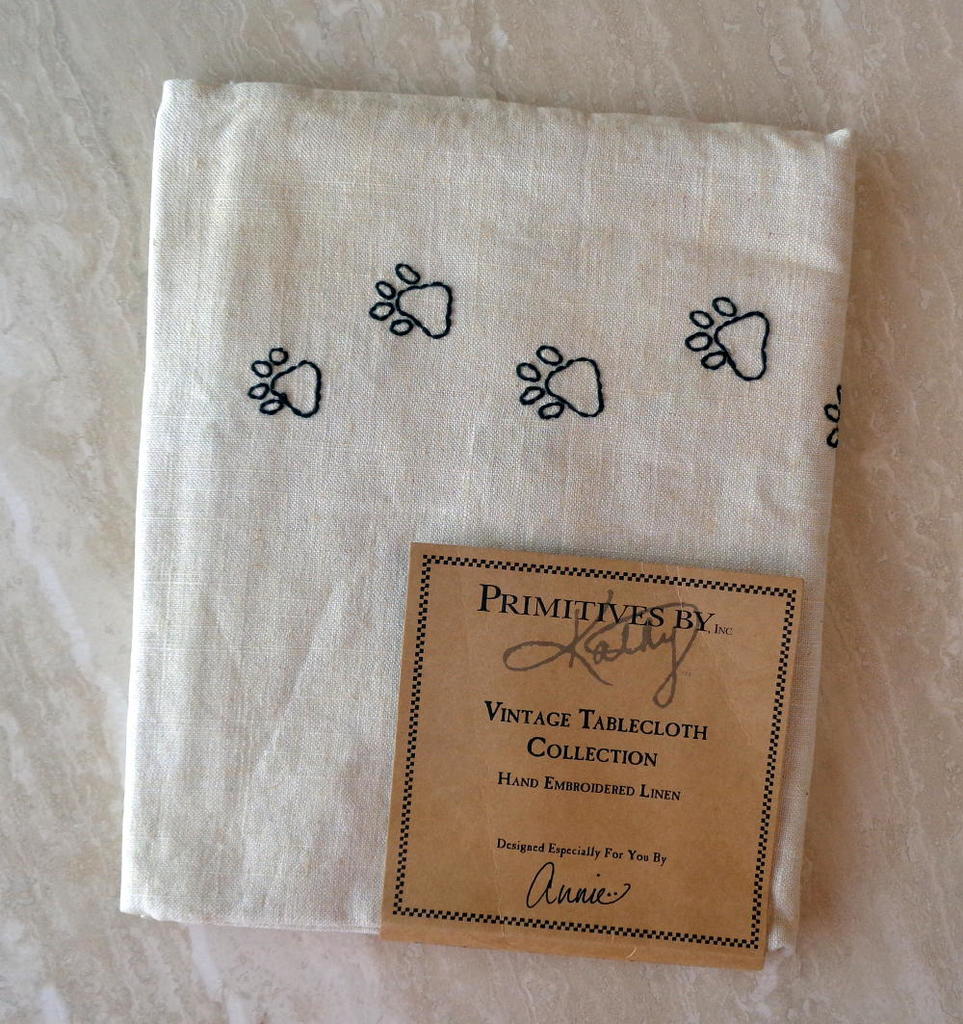 PRIMITIVES BY, INC
Kathy
VINTAGE TABLECLOTH
COLLECTION
HAND EMBROIDERED LINEN
Designed Especially For You By
Annie